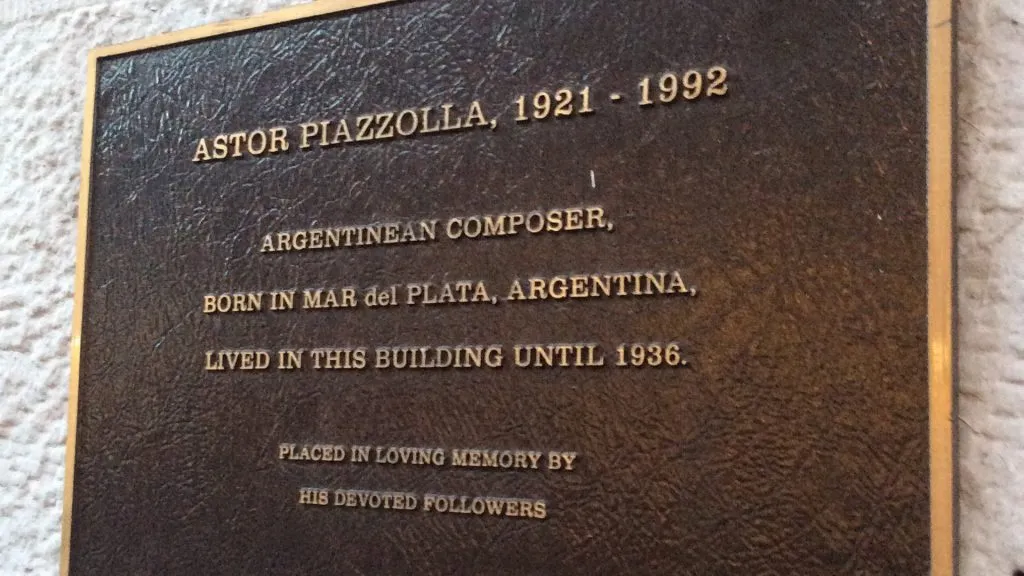 ASTOR PIAZZOLLA, 1921 - 1992
ARGENTINEAN COMPOSER,
BORN IN MAR del PLATA, ARGENTINA,
LIVED IN THIS BUILDING UNTIL 1936.
PLACED IN LOVING MEMORY BY
HIS DEVOTED FOLLOWERS